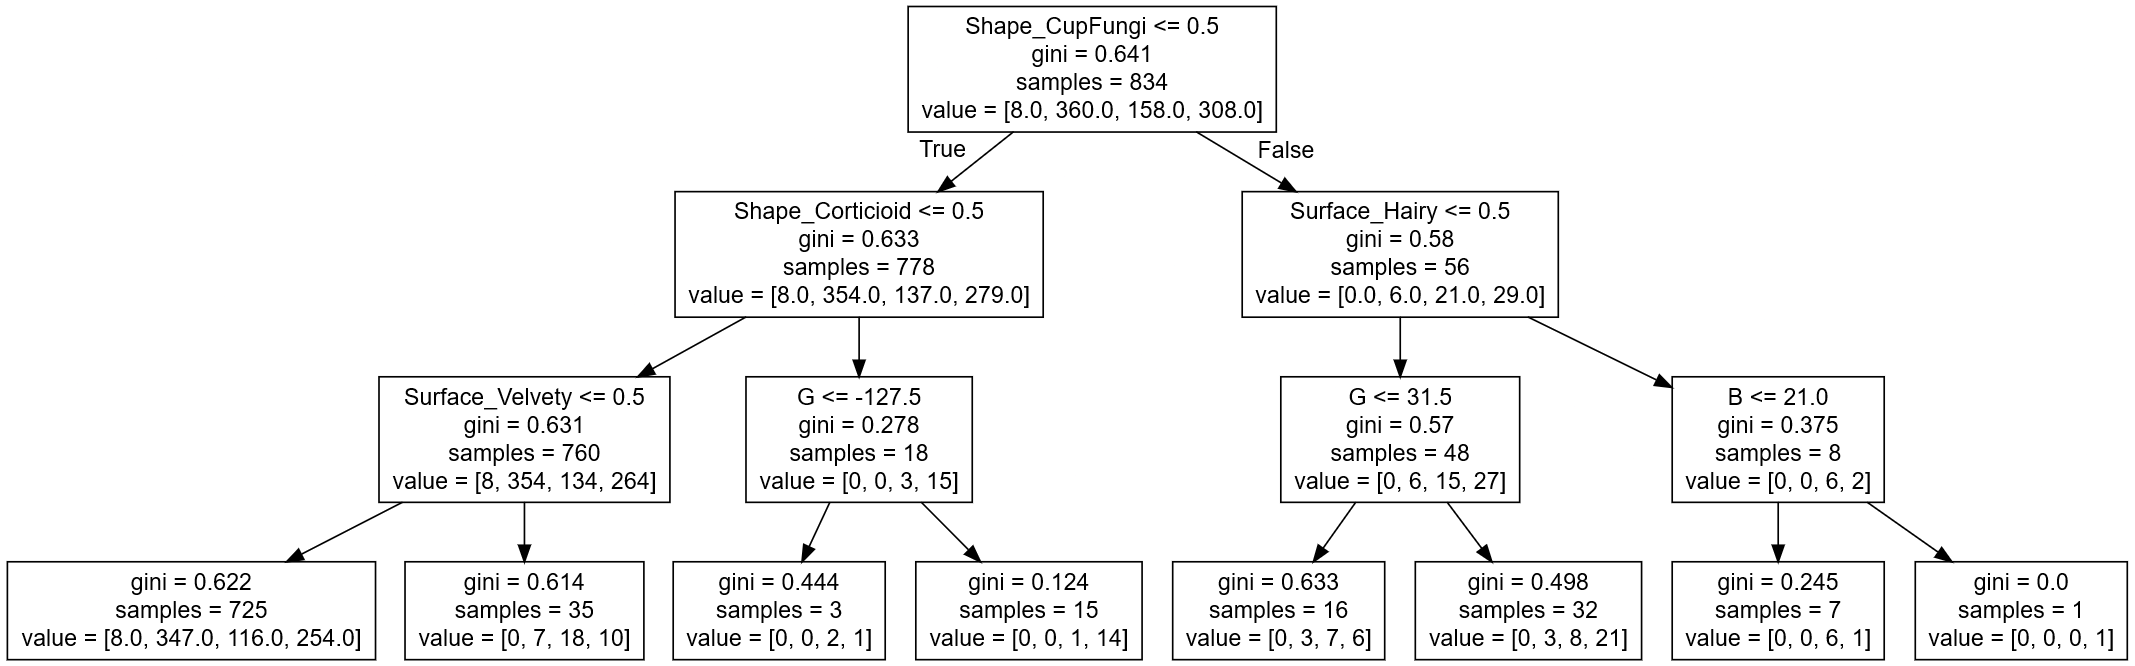 Shape_CupFungi <= 0.5
gini = 0.641
samples = 834
value = [8.0, 360.0, 158.0, 308.0]
True
False
Shape_Corticioid <= 0.5
gini = 0.633
samples = 778
value = [8.0, 354.0, 137.0, 279.0]
Surface_Hairy <= 0.5
gini = 0.58
samples = 56
value = [0.0, 6.0, 21.0, 29.0]
Surface_Velvety <= 0.5
gini = 0.631
samples = 760
value = [8, 354, 134, 264]
G <= -127.5
gini = 0.278
samples = 18
value = [0, 0, 3, 15]
G <= 31.5
gini = 0.57
samples = 48
value = [0, 6, 15, 27]
B <= 21.0
gini = 0.375
samples = 8
value = [0, 0, 6, 2]
gini = 0.622
samples = 725
value = [8.0, 347.0, 116.0, 254.0]
gini = 0.614
samples = 35
value = [0, 7, 18, 10]
gini = 0.444
samples = 3
value = [0, 0, 2, 1]
gini = 0.124
samples = 15
value = [0, 0, 1, 14]
gini = 0.633
samples = 16
value = [0, 3, 7, 6]
gini = 0.498
samples = 32
value = [0, 3, 8, 21]
gini = 0.245
samples = 7
value = [0, 0, 6, 1]
gini = 0.0
samples = 1
value = [0, 0, 0, 1]